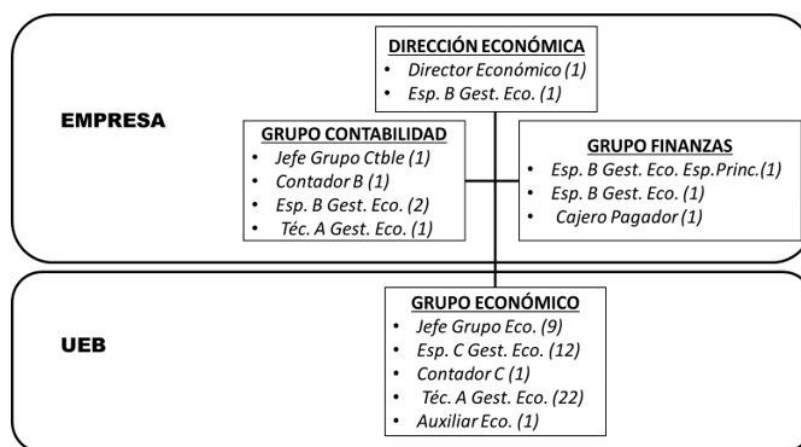 EMPRESA
DIRECCIÓN ECONÓMICA
• Director Económico (1)
• Esp. B Gest. Eco. (1)
GRUPO CONTABILIDAD
• Jefe Grupo Ctble (1)
• Contador B (1)
• Esp. B Gest. Eco. (2)
• Téc. A Gest. Eco. (1)
GRUPO FINANZAS
• Esp. B Gest. Eco. Esp.Princ.(1)
• Esp. B Gest. Eco. (1)
• Cajero Pagador (1)
UEB
GRUPO ECONÓMICO
• Jefe Grupo Eco. (9)
• Esp. C Gest. Eco. (12)
• Contador C (1)
• Téc. A Gest. Eco. (22)
• Auxiliar Eco. (1)